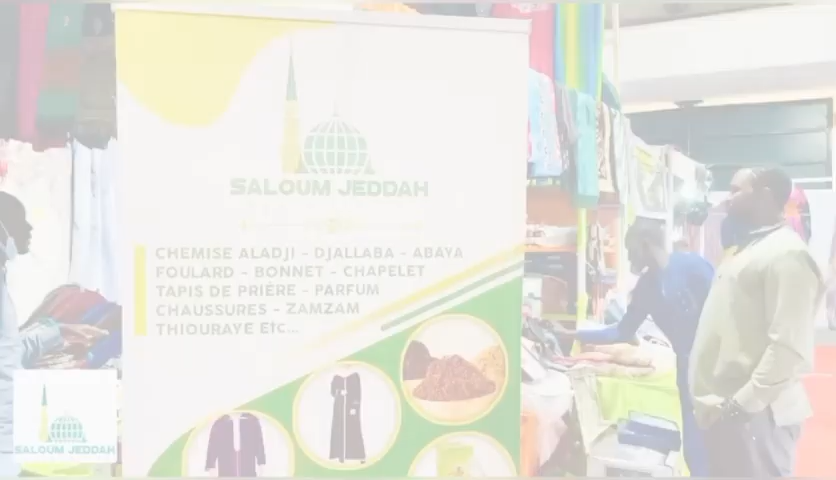 SALOUM JEDDAH
CHEMISE ALADJI - DJALLABA - ABAYA
FOULARD - BONNET - CHAPELET
TAPIS DE PRIÈRE - PARFUM
CHAUSSURES - ZAMZAM
THIOURAYE Etc...
SALOUM JEDDAH